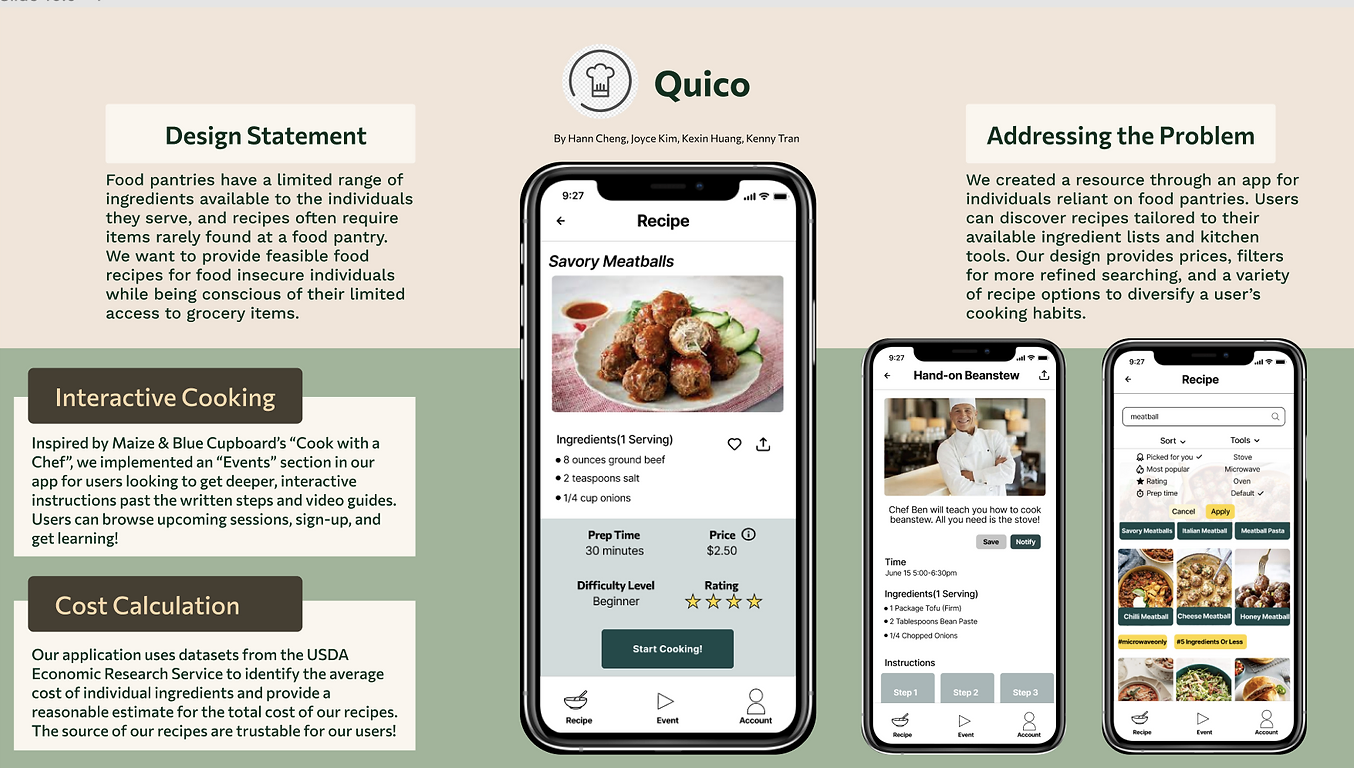 Quico
By Hann Cheng, Joyce Kim, Kexin Huang, Kenny Tran
Design Statement
Food pantries have a limited range of
ingredients available to the individuals
they serve, and recipes often require
items rarely found at a food pantry.
We want to provide feasible food
recipes for food insecure individuals
while being conscious of their limited
access to grocery items.
Interactive Cooking
Inspired by Maize & Blue Cupboard's "Cook with a
Chef", we implemented an "Events" section in our
app for users looking to get deeper, interactive
instructions past the written steps and video guides.
Users can browse upcoming sessions, sign-up, and
get learning!
Cost Calculation
Our application uses datasets from the USDA
Economic Research Service to identify the average
cost of individual ingredients and provide a
reasonable estimate for the total cost of our recipes.
The source of our recipes are trustable for our users!
9:27
Recipe
Savory Meatballs
Ingredients(1 Serving)
• 8 ounces ground beef
• 2 teaspoons salt
• 1/4 cup onions
Prep Time
30 minutes
Price
$2.50
Difficulty Level
Beginner
Rating
Start Cooking!
Recipe
Event
Account
Addressing the Problem
We created a resource through an app for
individuals reliant on food pantries. Users
can discover recipes tailored to their
available ingredient lists and kitchen
tools. Our design provides prices, filters
for more refined searching, and a variety
of recipe options to diversify a user's
cooking habits.
9:27
Hand-on Beanstew
Chef Ben will teach you how to cook
beanstew. All you need is the stove!
Save
Notify
Time
June 15 5:00-6:30pm
Ingredients(1 Serving)
• 1 Package Tofu (Firm)
• 2 Tablespoons Bean Paste
• 1/4 Chopped Onions
Instructions
Step 1
Step 2
Step 3
Recipe
Event
Account
9:27
Recipe
meatball
Sort
Tools
Picked for you
Stove
Most popular
Microwave
Rating
Oven
Prep time
Default
Cancel
Apply
Savory Meatballs
Italian Meatball
Meatball Pasta
Chilli Meatball
Cheese Meatball
Honey Meatball
#microwaveonly
#5 Ingredients Or Less
Recipe
Event
Account